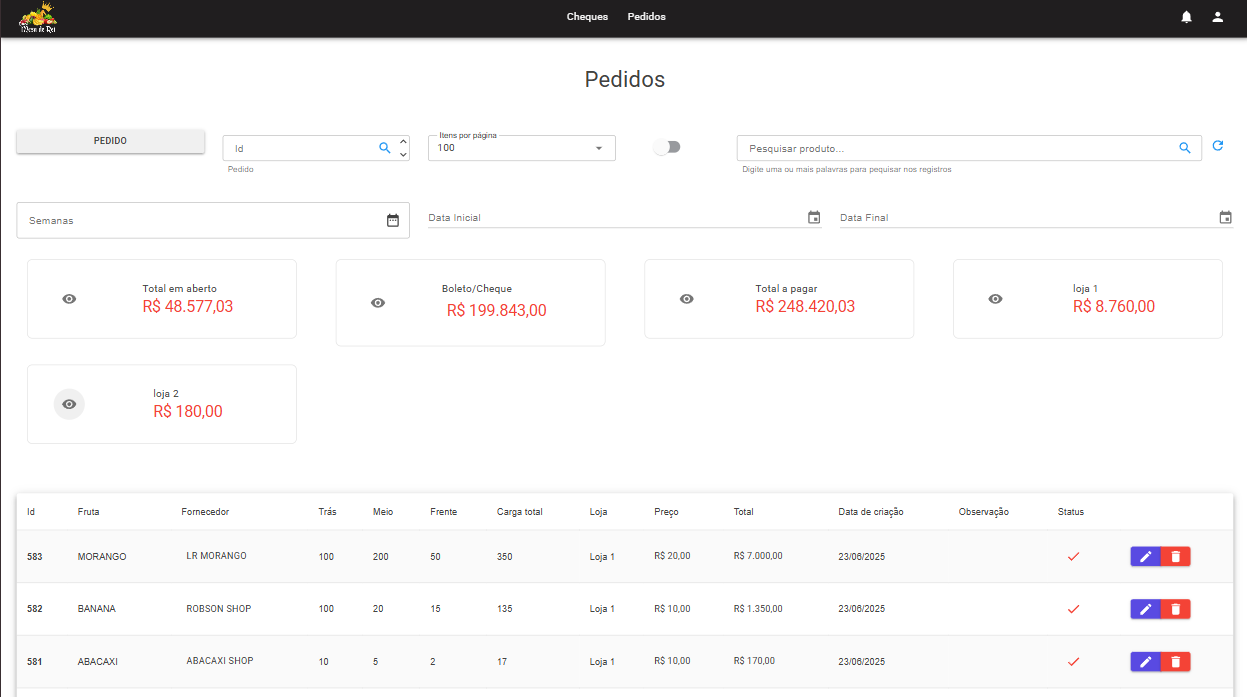 Mesa de Rei
Cheques Pedidos
Pedidos
PEDIDO
Id
Pedido
Itens por página
100
Pesquisar produto...
Digite uma ou mais palavras para pequisar nos registros
Semanas
Data Inicial
Data Final
Total em aberto
R$ 48.577,03
Boleto/Cheque
R$ 199.843,00
Total a pagar
R$ 248.420,03
loja 1
R$ 8.760,00
loja 2
R$ 180,00
Id Fruta Fornecedor Trás Meio Frente Carga total Loja Preço Total Data de criação Observação Status
583 MORANGO LR MORANGO 100 200 50 350 Loja 1 R$ 20,00 R$ 7.000,00 23/06/2025
582 BANANA ROBSON SHOP 100 20 15 135 Loja 1 R$ 10,00 R$ 1.350,00 23/06/2025
581 ABACAXI ABACAXI SHOP 10 5 2 17 Loja 1 R$ 10,00 R$ 170,00 23/06/2025